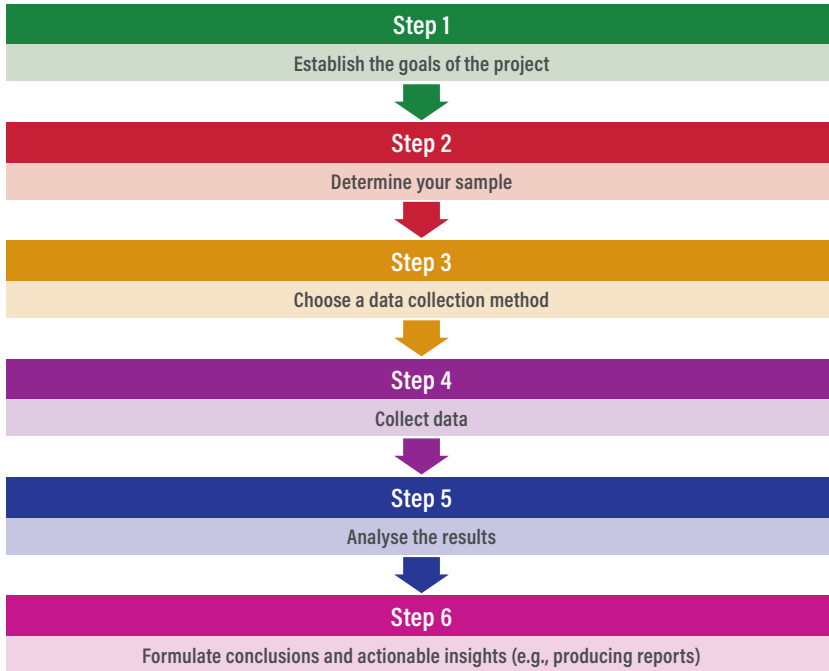 Step 1
Establish the goals of the project
Step 2
Determine your sample
Step 3
Choose a data collection method
Step 4
Collect data
Step 5
Analyse the results
Step 6
Formulate conclusions and actionable insights (e.g., producing reports)